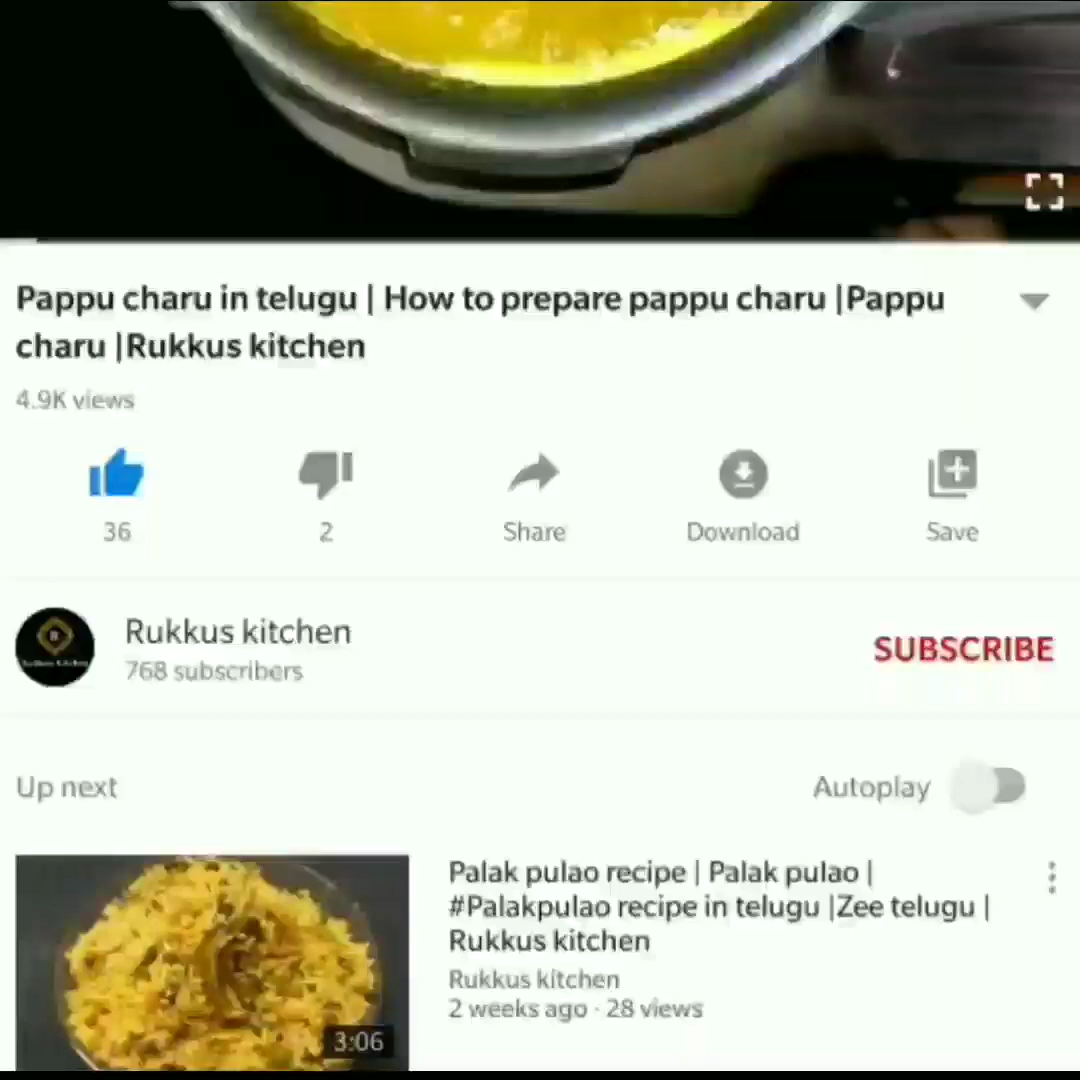 Pappu charu in telugu | How to prepare pappu charu |Pappu
charu |Rukkus kitchen
4.9K views
36
2
Share
Download
Save
Rukkus kitchen
768 subscribers
SUBSCRIBE
Up next
Autoplay
Palak pulao recipe | Palak pulao |
#Palakpulao recipe in telugu |Zee telugu |
Rukkus kitchen
Rukkus kitchen
2 weeks ago · 28 views
3:06